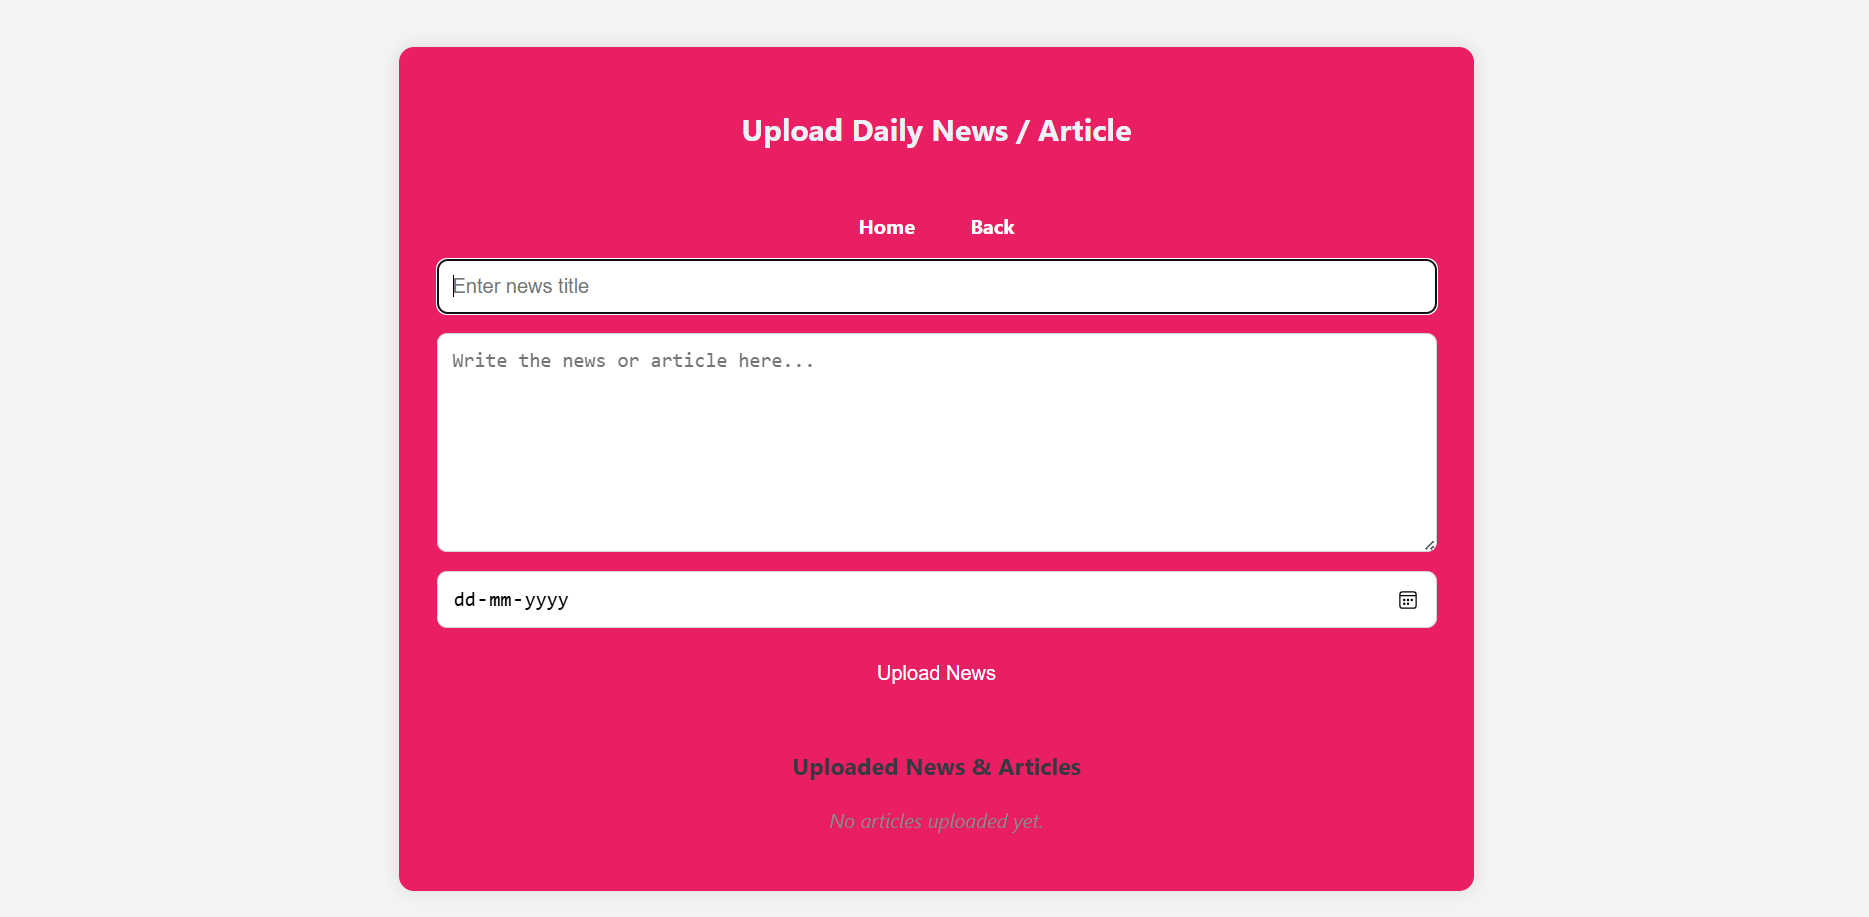 Upload Daily News / Article
Home Back
Enter news title
Write the news or article here...
dd-mm-yyyy
Upload News
Uploaded News & Articles
No articles uploaded yet.